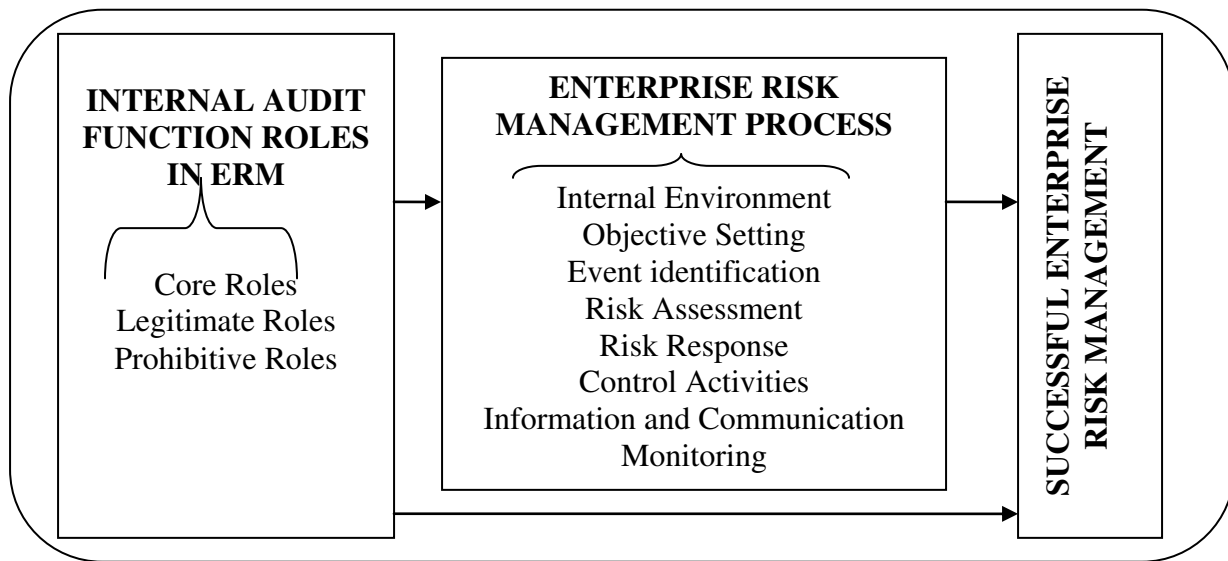 INTERNAL AUDIT
FUNCTION ROLES
IN ERM
Core Roles
Legitimate Roles
Prohibitive Roles
ENTERPRISE RISK
MANAGEMENT PROCESS
Internal Environment
Objective Setting
Event identification
Risk Assessment
Risk Response
Control Activities
Information and Communication
Monitoring
SUCCESSFUL ENTERPRISE
RISK MANAGEMENT